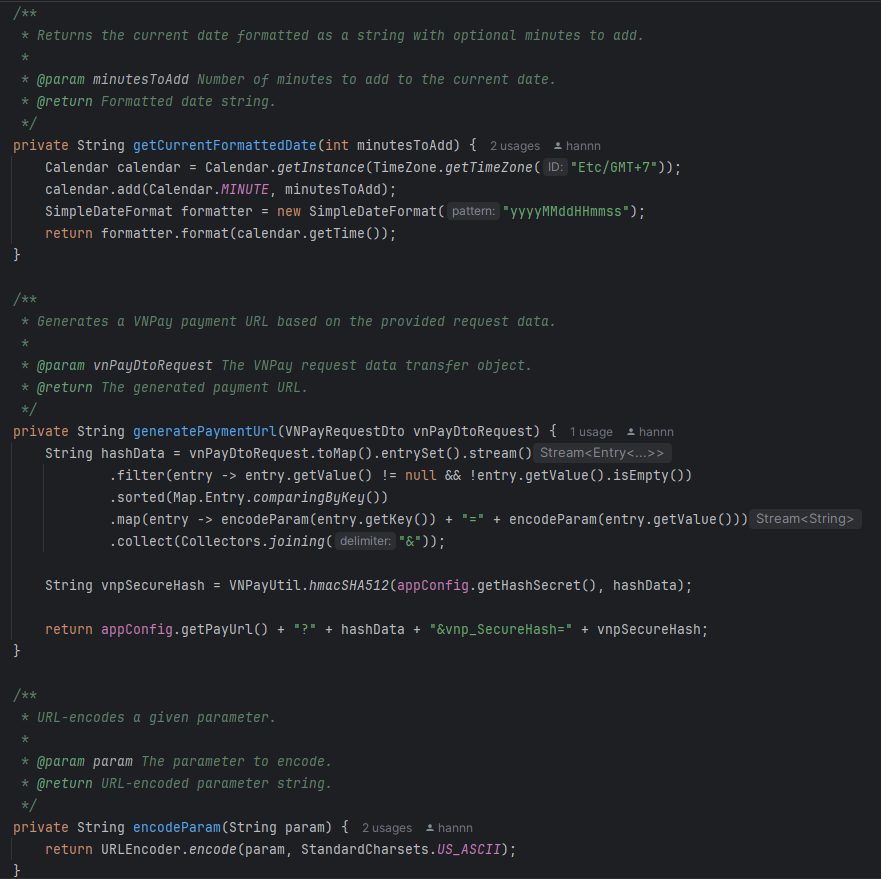 /**
 * Returns the current date formatted as a string with optional minutes to add.
 *
 * @param minutesToAdd Number of minutes to add to the current date.
 * @return Formatted date string.
 */
private String getCurrentFormattedDate(int minutesToAdd) { 2 usages hannn
    Calendar calendar = Calendar.getInstance(TimeZone.getTimeZone( ID: "Etc/GMT+7"));
    calendar.add(Calendar.MINUTE, minutesToAdd);
    SimpleDateFormat formatter = new SimpleDateFormat( pattern: "yyyyMMddHHmmss");
    return formatter.format(calendar.getTime());
}
/**
 * Generates a VNPay payment URL based on the provided request data.
 *
 * @param vnPayDtoRequest The VNPay request data transfer object.
 * @return The generated payment URL.
 */
private String generatePaymentUrl(VNPayRequestDto vnPayDtoRequest) { 1 usage hannn
    String hashData = vnPayDtoRequest.toMap().entrySet().stream() Stream<Entry<...>>
            .filter(entry -> entry.getValue() != null && !entry.getValue().isEmpty())
            .sorted(Map.Entry.comparingByKey())
            .map(entry -> encodeParam(entry.getKey()) + "=" + encodeParam(entry.getValue())) Stream<String>
            .collect(Collectors.joining( delimiter: "&"));
    String vnpSecureHash = VNPayUtil.hmacSHA512(appConfig.getHashSecret(), hashData);
    return appConfig.getPayUrl() + "?" + hashData + "&vnp_SecureHash=" + vnpSecureHash;
}
/**
 * URL-encodes a given parameter.
 *
 * @param param The parameter to encode.
 * @return URL-encoded parameter string.
 */
private String encodeParam(String param) { 2 usages hannn
    return URLEncoder.encode(param, StandardCharsets.US_ASCII);
}